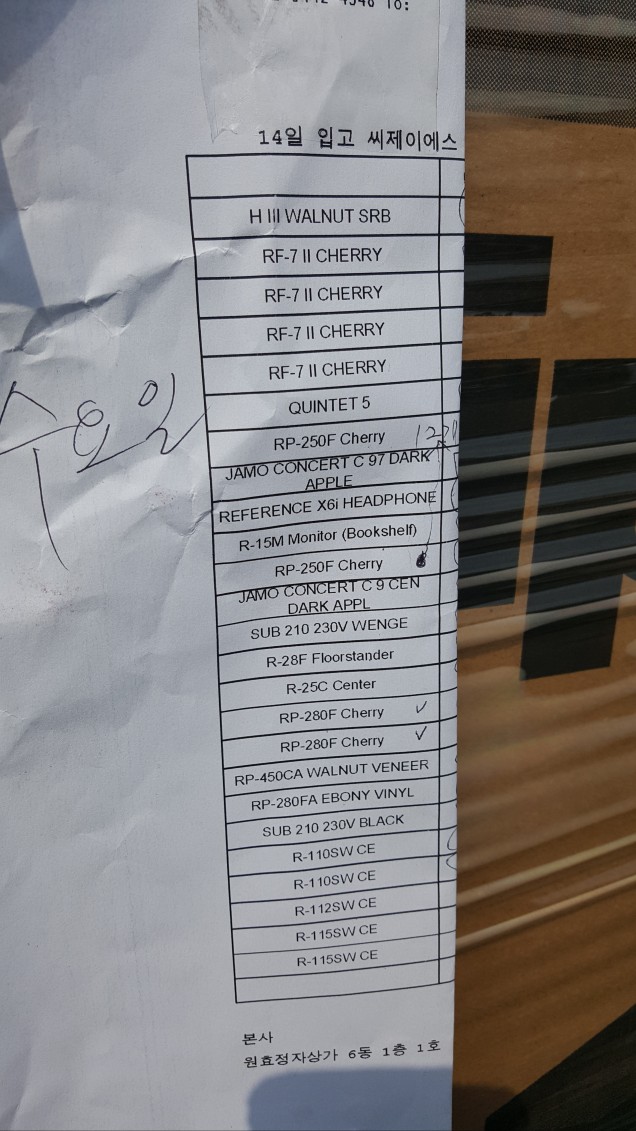 14일 입고 씨제이에스
H III WALNUT SRB
RF-7 II CHERRY
RF-7 II CHERRY
RF-7 II CHERRY
RF-7 II CHERRY
QUINTET 5
수요일
RP-250F Cherry
JAMO CONCERT C 97 DARK
APPLE
REFERENCE X6i HEADPHONE
R-15M Monitor (Bookshelf)
RP-250F Cherry
JAMO CONCERT C 9 CEN
DARK APPL
SUB 210 230V WENGE
R-28F Floorstander
R-25C Center
RP-280F Cherry
RP-280F Cherry
RP-450CA WALNUT VENEER
RP-280FA EBONY VINYL
SUB 210 230V BLACK
R-110SW CE
R-110SW CE
R-112SW CE
R-115SW CE
R-115SW CE
본사
원효정자상가 6동 1층 1호